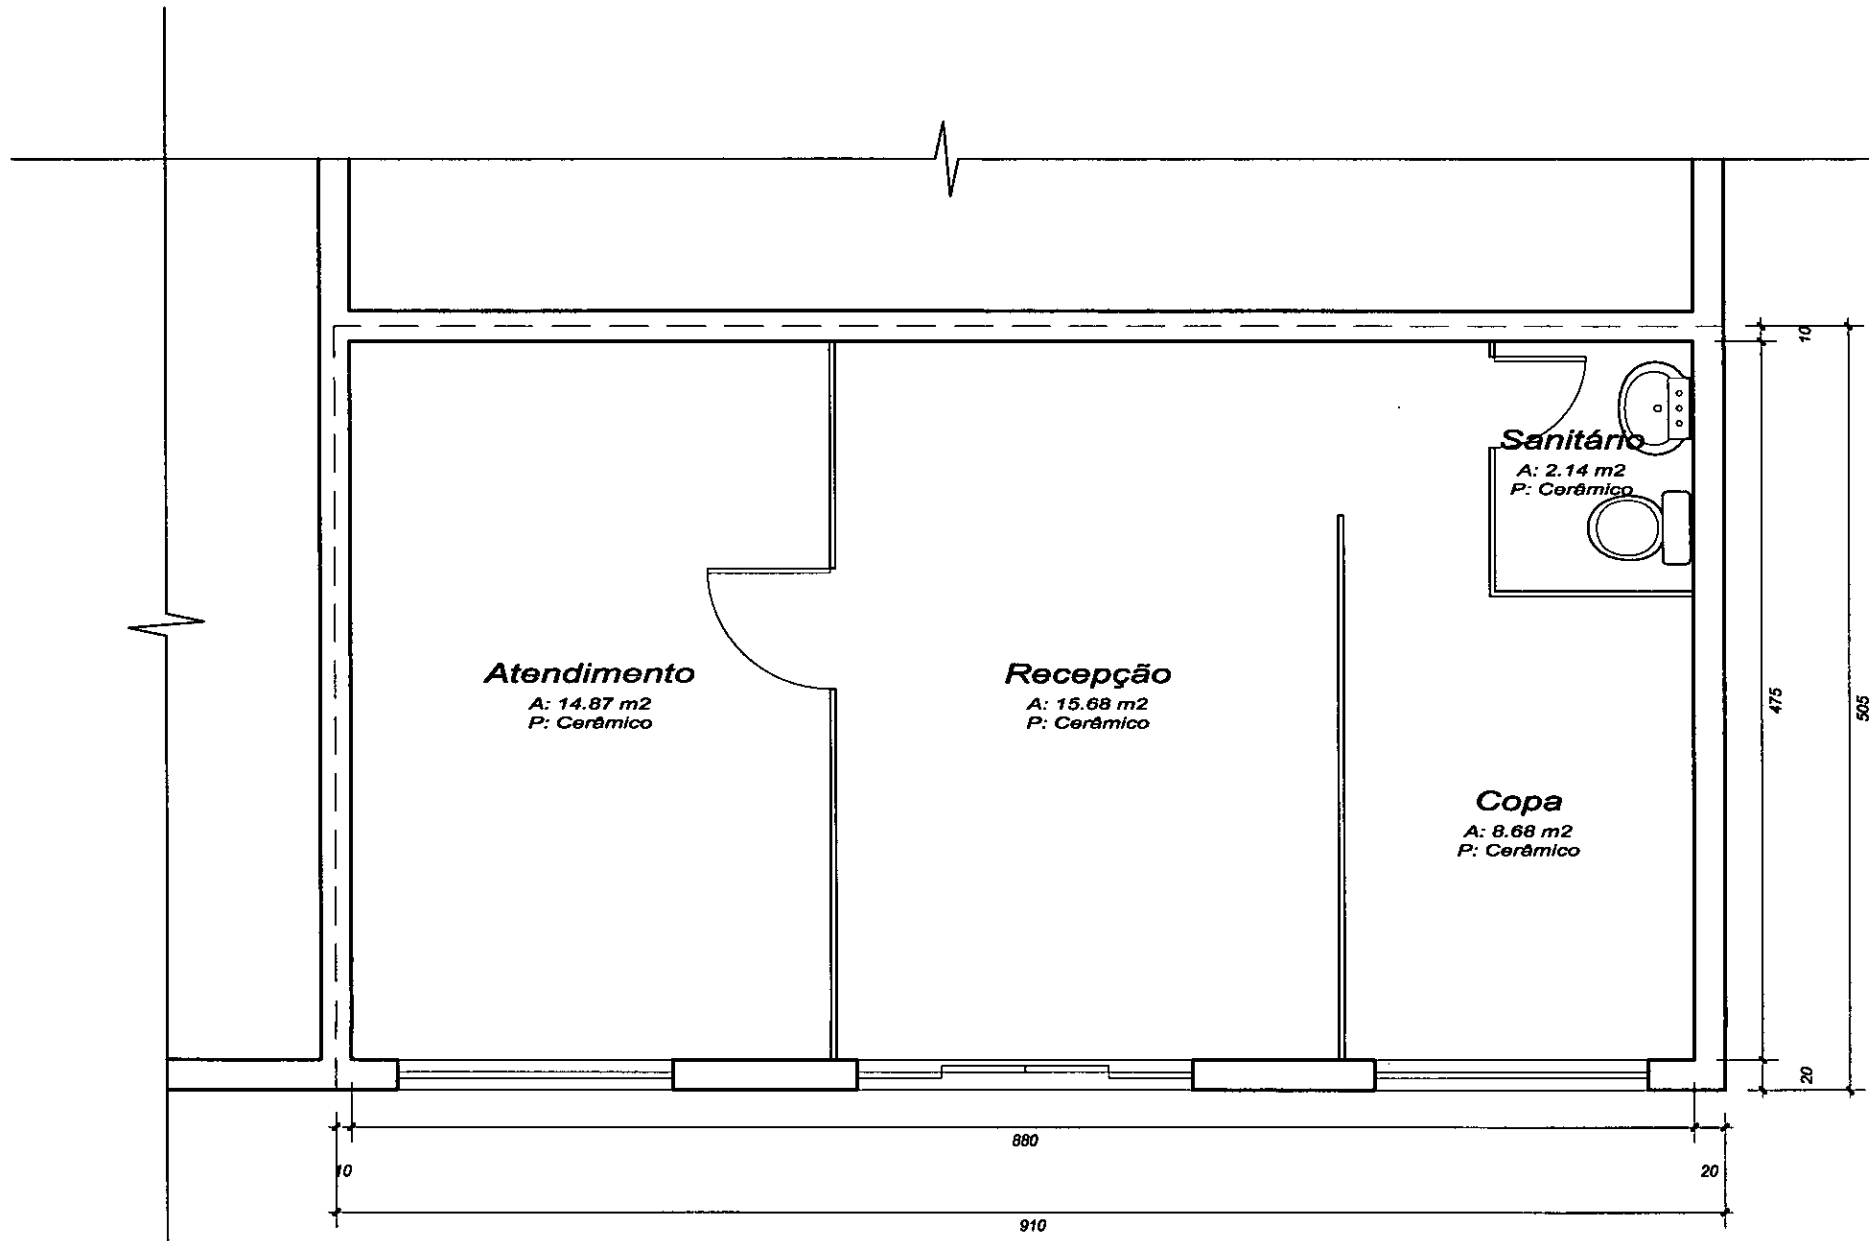 10
Sanitário
A: 2.14 m2
P: Cerâmico
Atendimento
A: 14.87 m2
P: Cerâmico
Recepção
A: 15.68 m2
P: Cerâmico
475
505
Copa
A: 8.68 m2
P: Cerâmico
20
880
10
20
910